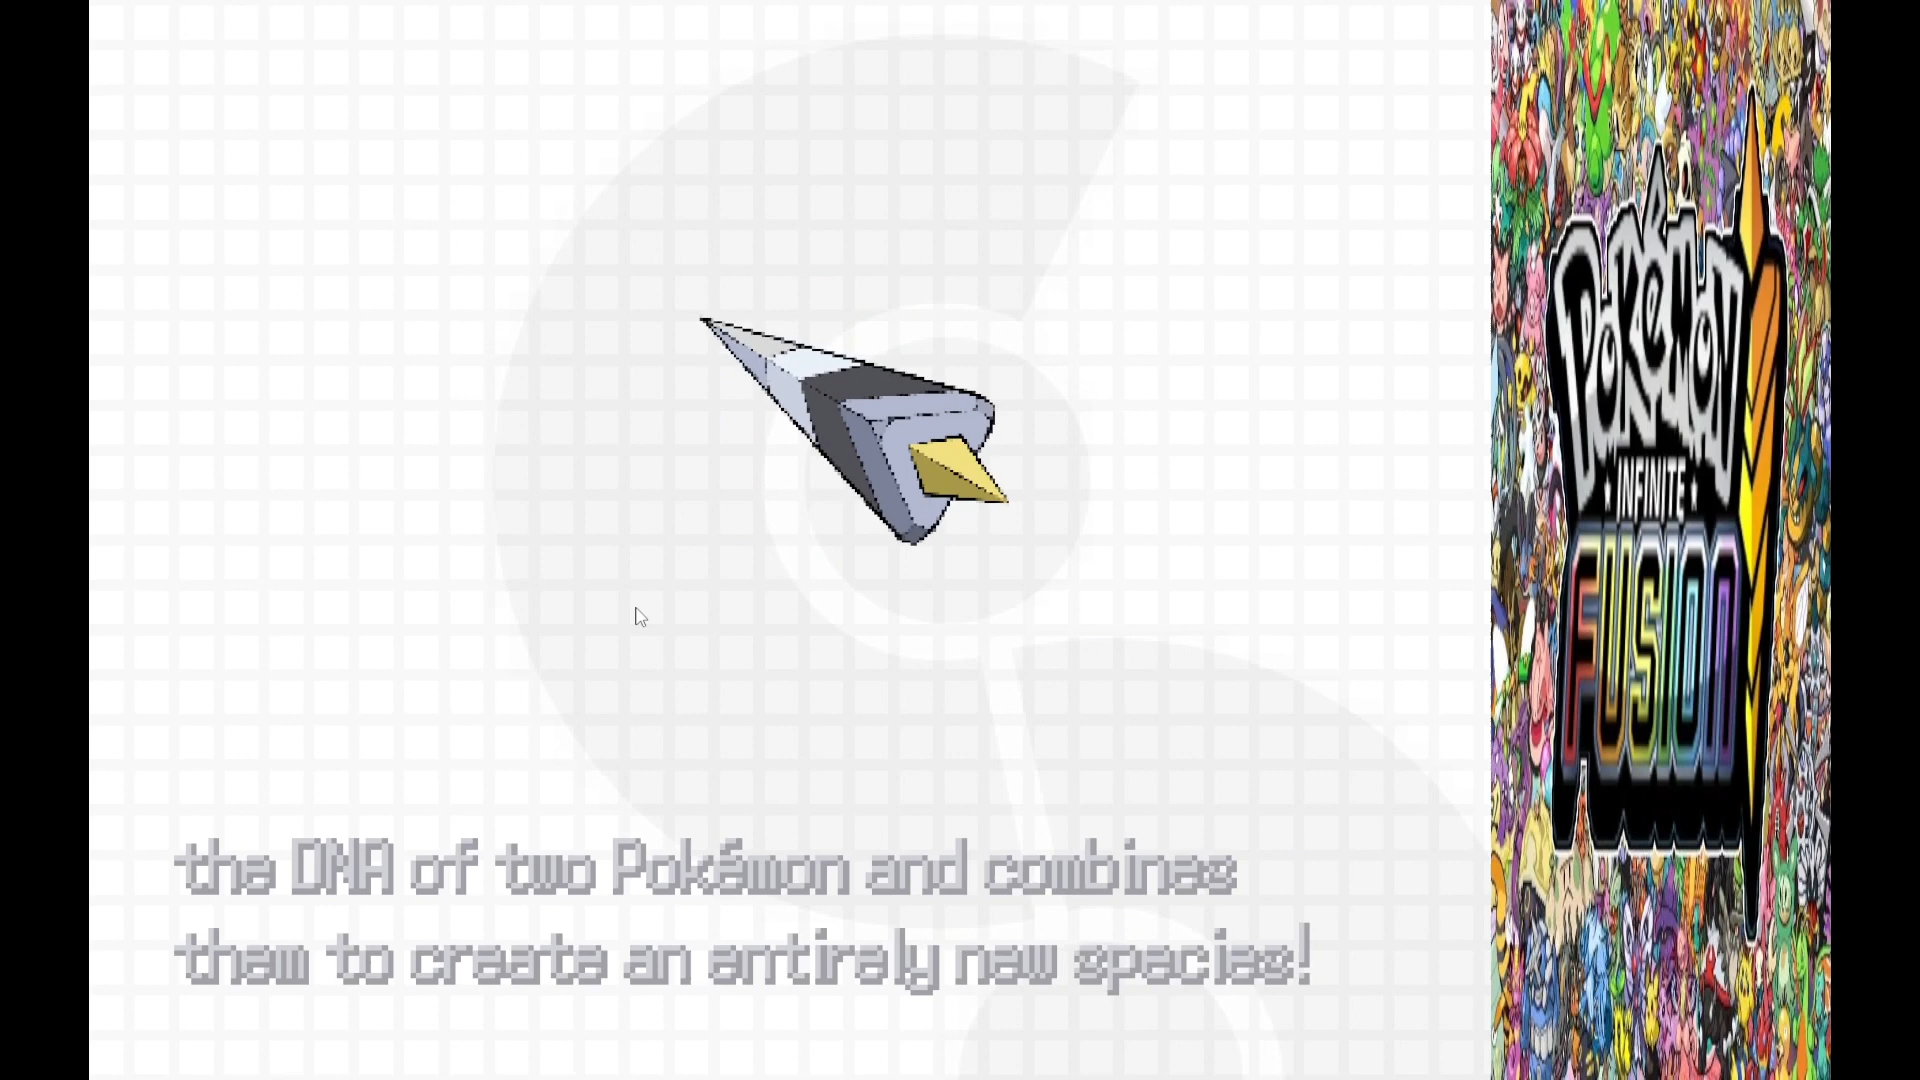 the DNA of two Pokémon and combines
them to create an entirely new species!
POKéMON
INFINITE
FUSION